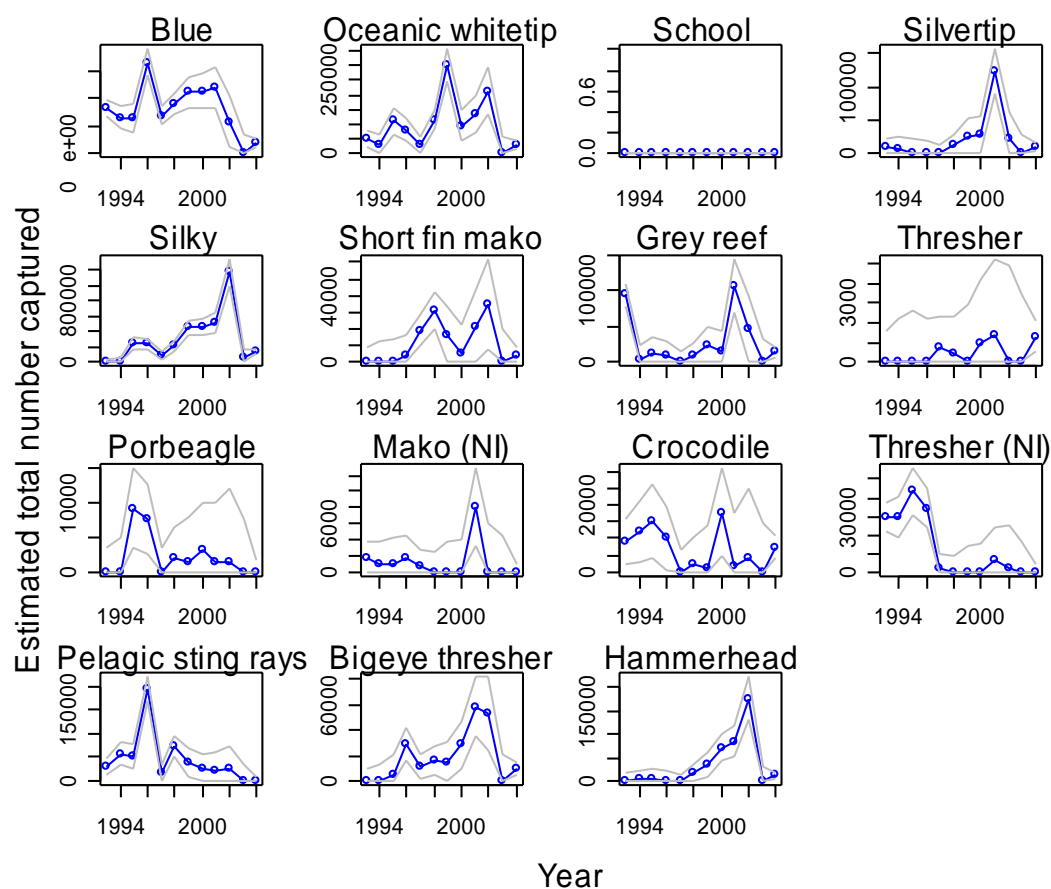 Blue Oceanic whitetip School Silvertip
0 e+00
0 250000
0.0 0.6
0 100000
1994 2000 1994 2000 1994 2000 1994 2000
Silky Short fin mako Grey reef Thresher
0 800000
0 40000
0 100000
0 3000
1994 2000 1994 2000 1994 2000 1994 2000
Porbeagle Mako (NI) Crocodile Thresher (NI)
0 10000
0 6000
0 20000
0 30000
1994 2000 1994 2000 1994 2000 1994 2000
Pelagic sting rays Bigeye thresher Hammerhead
0 150000
0 60000
0 150000
1994 2000 1994 2000 1994 2000
Estimated total number captured
Year